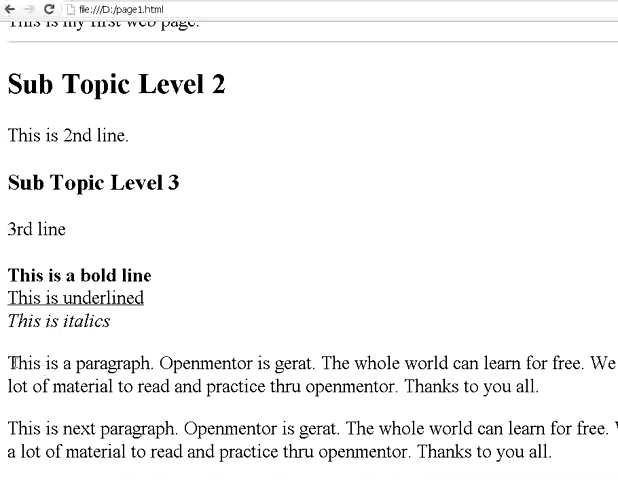 file:///D:/page1.html
This is my first web page.
Sub Topic Level 2
This is 2nd line.
Sub Topic Level 3
3rd line
This is a bold line
This is underlined
This is italics
This is a paragraph. Openmentor is gerat. The whole world can learn for free. We
lot of material to read and practice thru openmentor. Thanks to you all.
This is next paragraph. Openmentor is gerat. The whole world can learn for free.
a lot of material to read and practice thru openmentor. Thanks to you all.